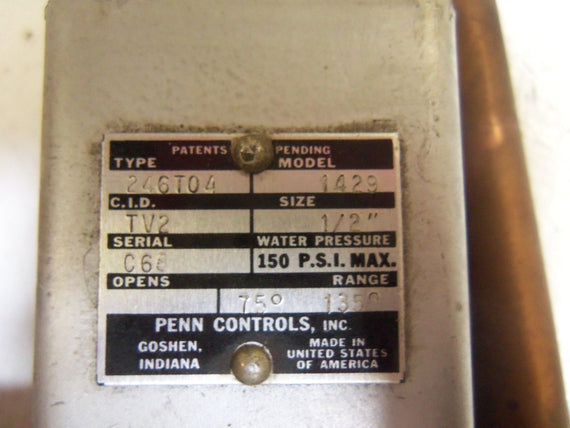 PATENTS PENDING
TYPE MODEL
246T04 1429
C.I.D. SIZE
TV2 1/2"
SERIAL WATER PRESSURE
150 P.S.I. MAX.
OPENS RANGE
75° 135°
PENN CONTROLS, INC.
GOSHEN, INDIANA
MADE IN UNITED STATES OF AMERICA